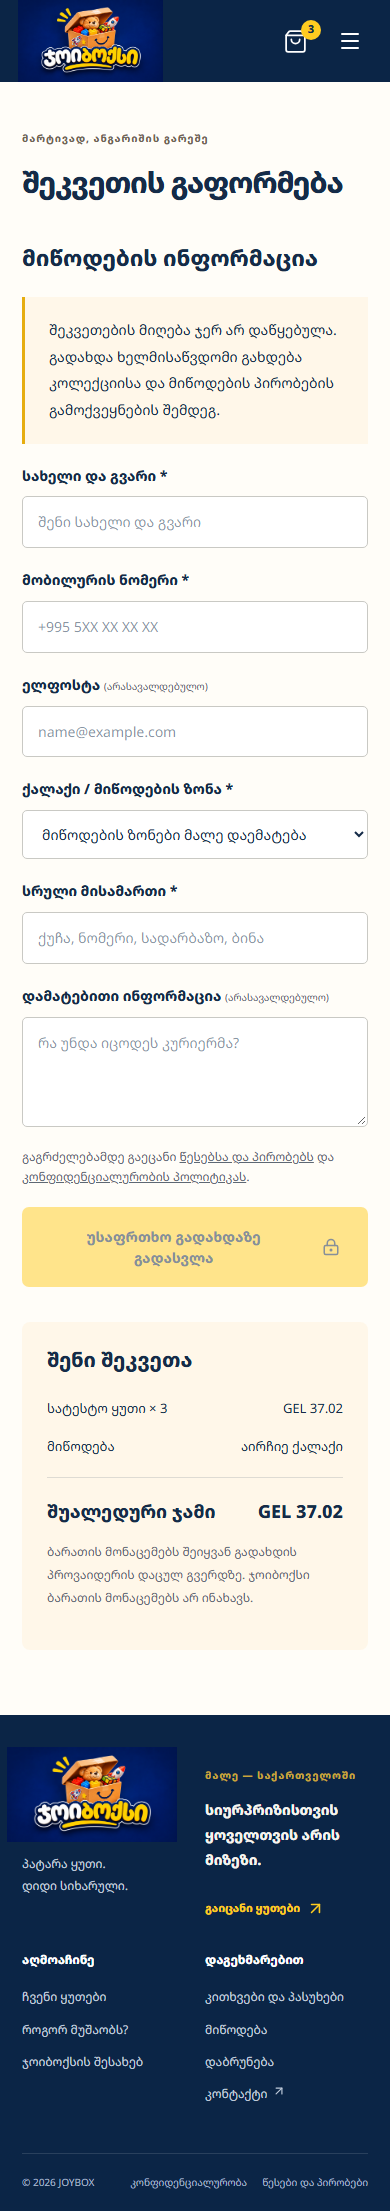 ჯოიბოქსი
3
მარტივად, ანგარიშის გარეშე
შეკვეთის გაფორმება
მიწოდების ინფორმაცია
შეკვეთების მიღება ჯერ არ დაწყებულა.
გადახდა ხელმისაწვდომი გახდება
კოლექციისა და მიწოდების პირობების
გამოქვეყნების შემდეგ.
სახელი და გვარი *
შენი სახელი და გვარი
მობილურის ნომერი *
+995 5XX XX XX XX
ელფოსტა (არასავალდებულო)
name@example.com
ქალაქი / მიწოდების ზონა *
მიწოდების ზონები მალე დაემატება
სრული მისამართი *
ქუჩა, ნომერი, სადარბაზო, ბინა
დამატებითი ინფორმაცია (არასავალდებულო)
რა უნდა იცოდეს კურიერმა?
გაგრძელებამდე გაეცანი წესებსა და პირობებს და
კონფიდენციალურობის პოლიტიკას.
უსაფრთხო გადახდაზე
გადასვლა
შენი შეკვეთა
სატესტო ყუთი × 3 GEL 37.02
მიწოდება აირჩიე ქალაქი
შუალედური ჯამი GEL 37.02
ბარათის მონაცემებს შეიყვან გადახდის
პროვაიდერის დაცულ გვერდზე. ჯოიბოქსი
ბარათის მონაცემებს არ ინახავს.
ჯოიბოქსი
პატარა ყუთი.
დიდი სიხარული.
მალე — საქართველოში
სიურპრიზისთვის
ყოველთვის არის
მიზეზი.
გაიცანი ყუთები
აღმოაჩინე
ჩვენი ყუთები
როგორ მუშაობს?
ჯოიბოქსის შესახებ
დაგეხმარებით
კითხვები და პასუხები
მიწოდება
დაბრუნება
კონტაქტი
© 2026 JOYBOX კონფიდენციალურობა წესები და პირობები